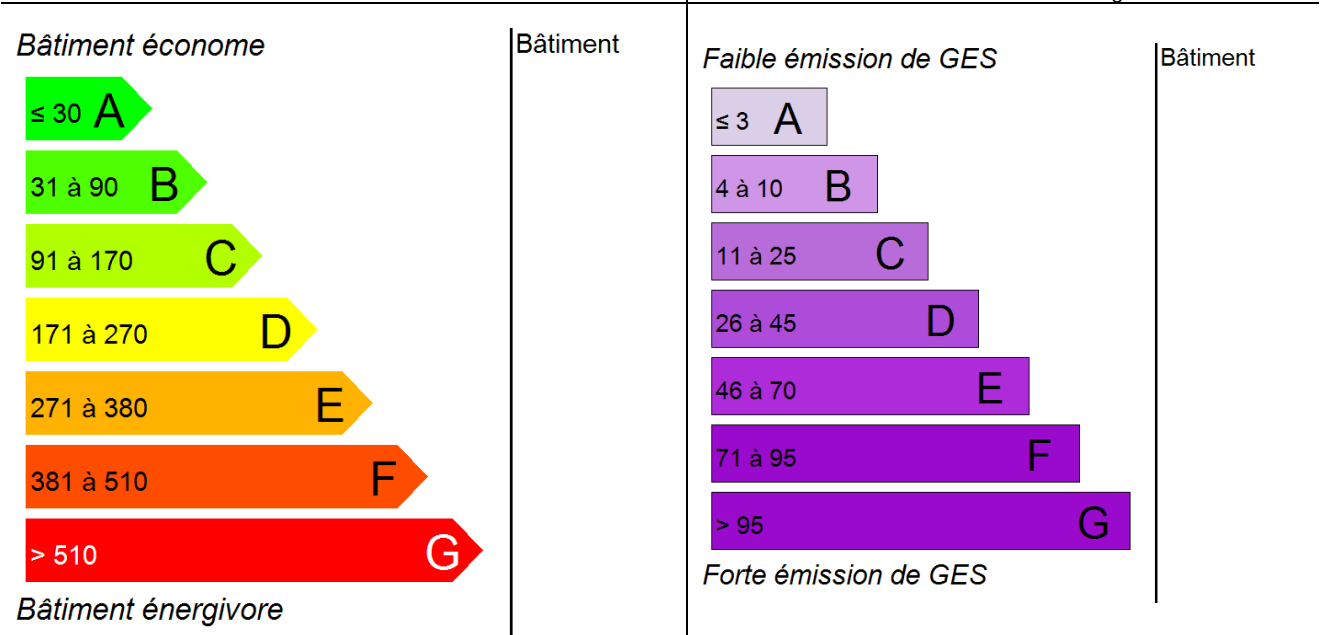 Bâtiment économe
Bâtiment
≤ 30 A
31 à 90 B
91 à 170 C
171 à 270 D
271 à 380 E
381 à 510 F
> 510 G
Bâtiment énergivore
Faible émission de GES
Bâtiment
≤ 3 A
4 à 10 B
11 à 25 C
26 à 45 D
46 à 70 E
71 à 95 F
> 95 G
Forte émission de GES